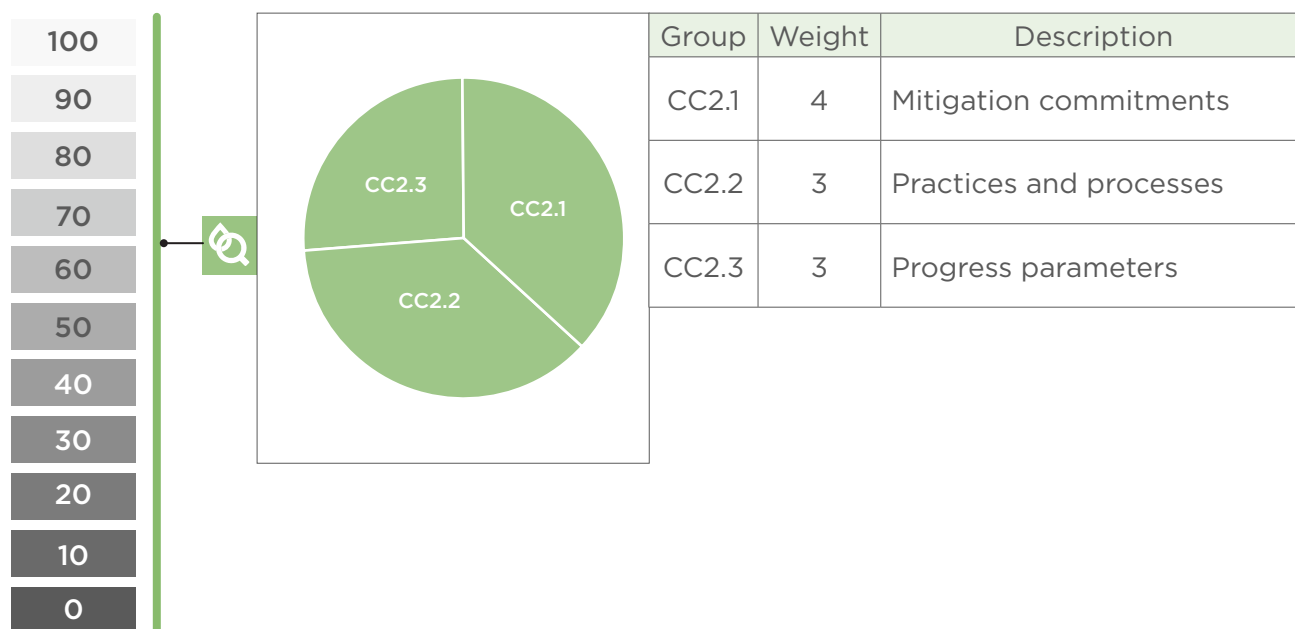 100
90
80
70
60
50
40
30
20
10
0
CC2.3
CC2.1
CC2.2
Group Weight Description
CC2.1 4 Mitigation commitments
CC2.2 3 Practices and processes
CC2.3 3 Progress parameters